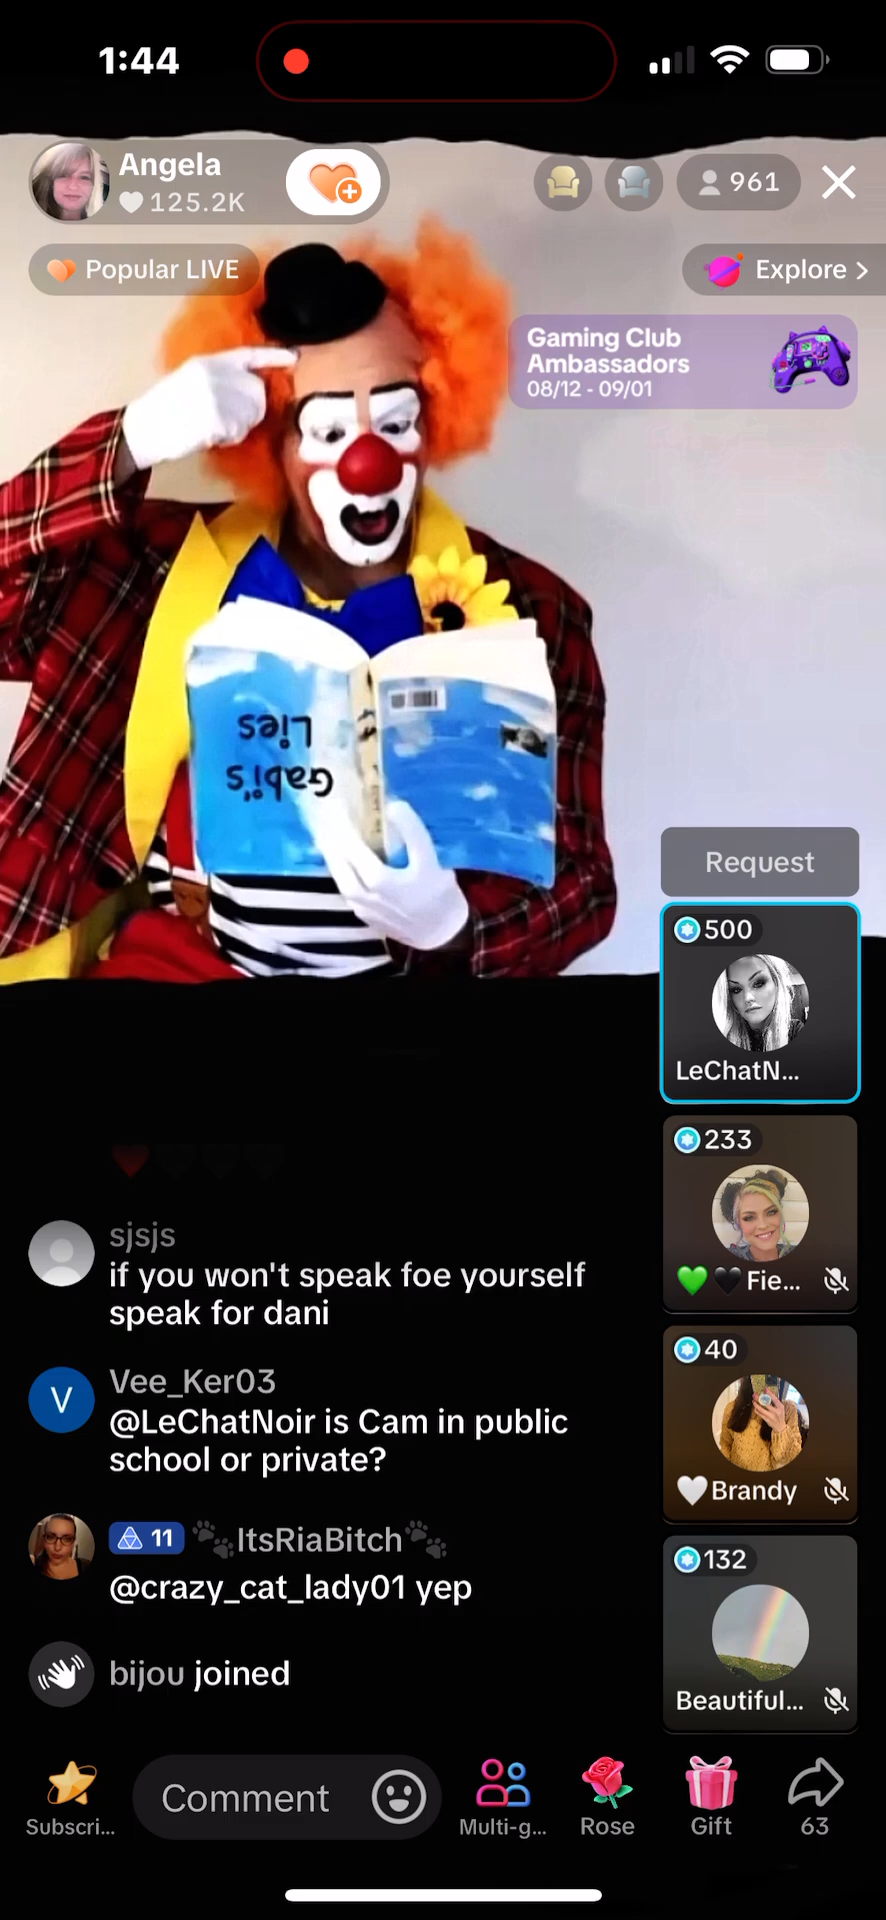 1:44
Angela
125.2K
961
Popular LIVE
Explore >
Gaming Club
Ambassadors
08/12 - 09/01
Gabi's
Lies
Request
500
LeChatN...
sjsjs
if you won't speak foe yourself
speak for dani
233
Fie...
Vee_Ker03
V
@LeChatNoir is Cam in public
school or private?
40
Brandy
11 ItsRiaBitch
@crazy_cat_lady01 yep
132
Beautiful...
bijou joined
Subscri...
Comment
Multi-g...
Rose
Gift
63